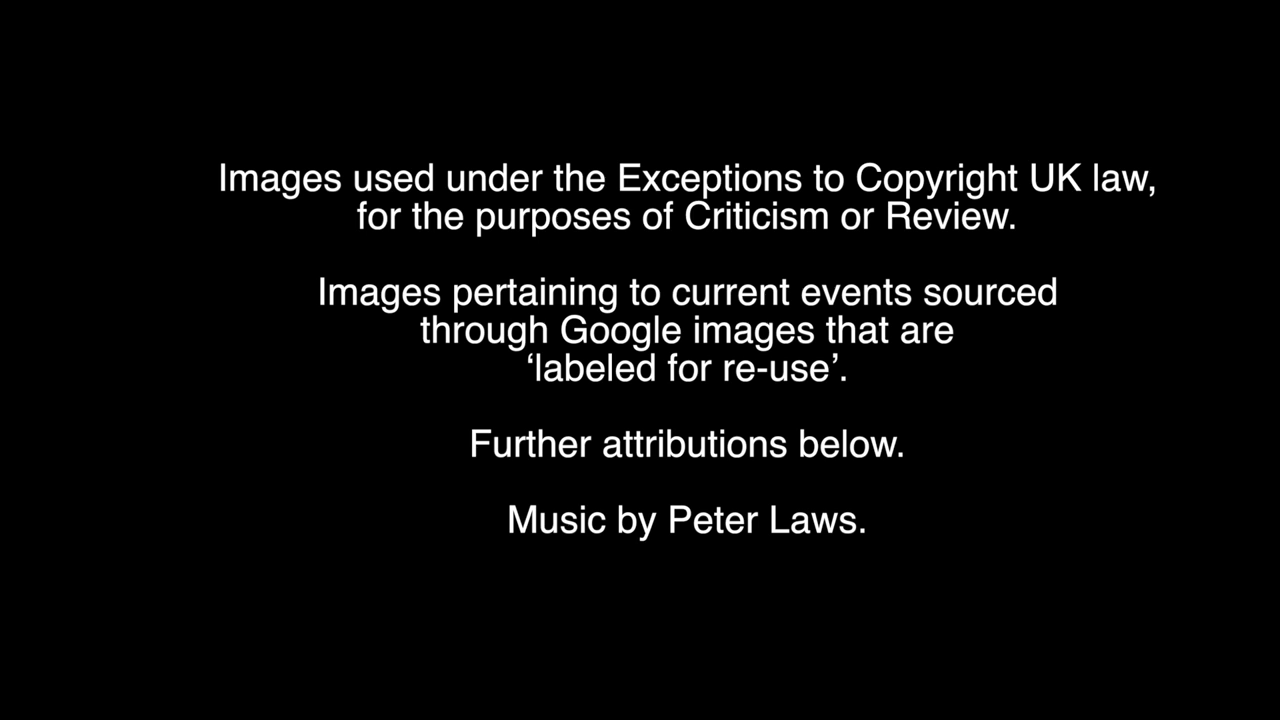 Images used under the Exceptions to Copyright UK law,
for the purposes of Criticism or Review.
Images pertaining to current events sourced
through Google images that are
‘labeled for re-use’.
Further attributions below.
Music by Peter Laws.